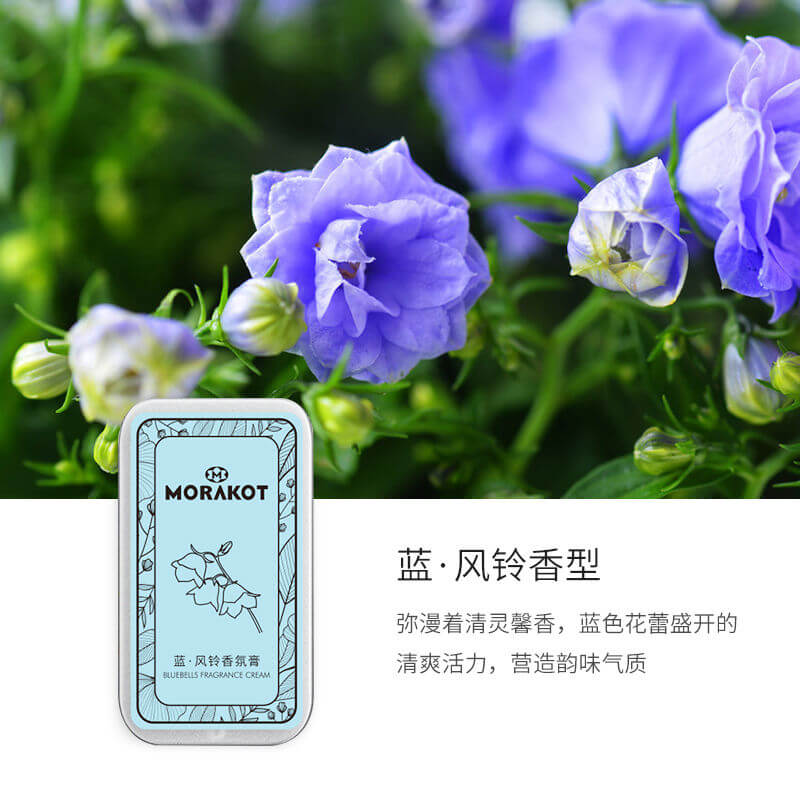 MORAKOT
蓝·风铃香氛膏
BLUEBELLS FRAGRANCE CREAM
蓝·风铃香型
弥漫着清灵馨香，蓝色花蕾盛开的
清爽活力，营造韵味气质